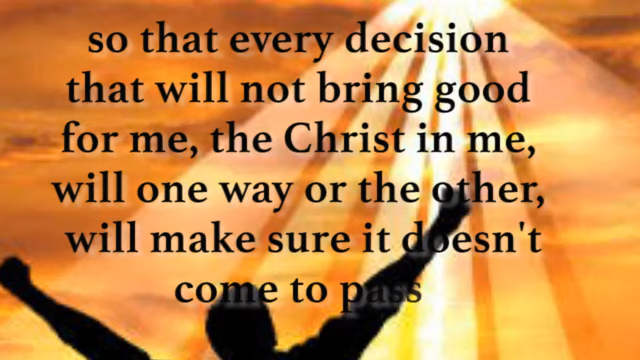 so that every decision
that will not bring good
for me, the Christ in me,
will one way or the other,
will make sure it doesn't
come to pass